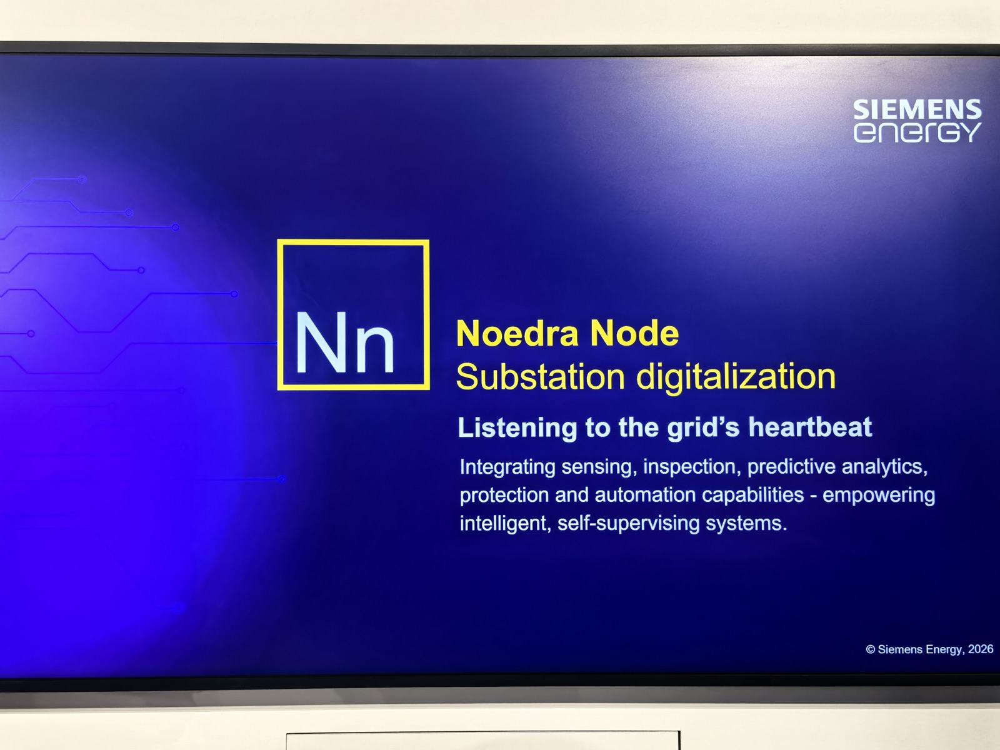 SIEMENS
energy
Nn
Noedra Node
Substation digitalization
Listening to the grid’s heartbeat
Integrating sensing, inspection, predictive analytics,
protection and automation capabilities - empowering
intelligent, self-supervising systems.
© Siemens Energy, 2026